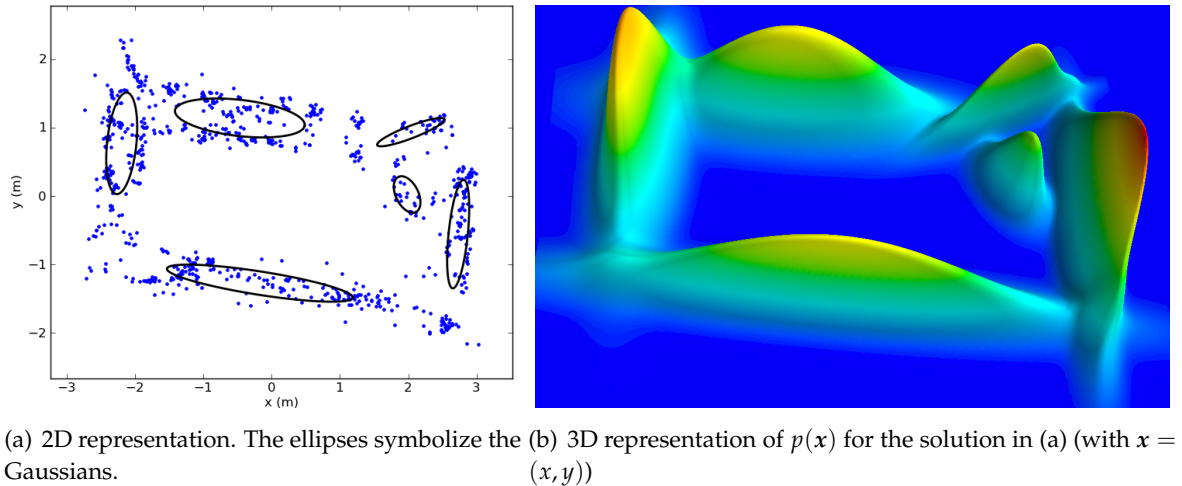 2
1
0
−1
−2
y (m)
−3 −2 −1 0 1 2 3
x (m)
(a) 2D representation. The ellipses symbolize the Gaussians.
(b) 3D representation of p(x) for the solution in (a) (with x = (x, y))